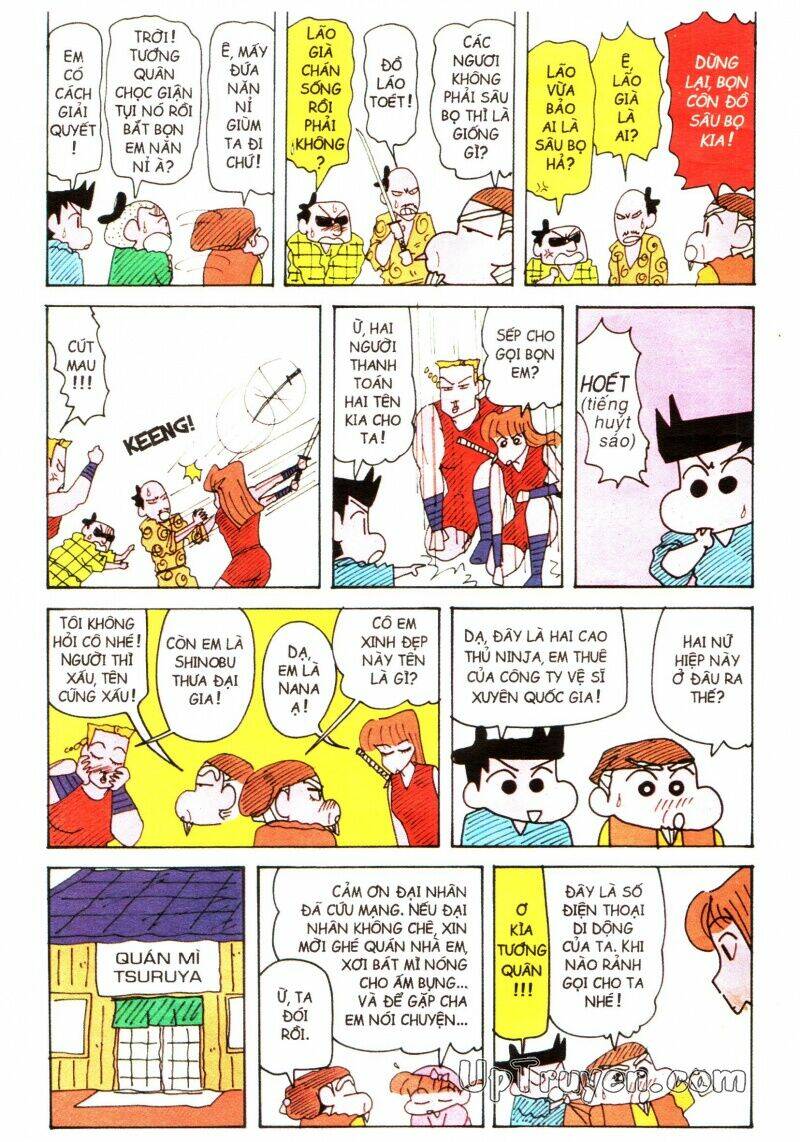 DỪNG
LẠI, BỌN
CÔN ĐỒ
SÂU BỌ
KIA!
Ê,
LÃO
GIÀ LÀ
AI?
LÃO
VỪA
BẢO
AI LÀ
SÂU BỌ
HẢ?
CÁC
NGƯƠI
KHÔNG
PHẢI SÂU
BỌ THÌ LÀ
GIỐNG
GÌ?
ĐỒ
LÁO
TOÉT!
LÃO
GIÀ
CHÁN
SỐNG
RỒI
PHẢI
KHÔNG
?
Ê, MẤY
ĐỨA
NĂN
NỈ
GIÙM
TA ĐI
CHỨ!
TRỜI!
TƯỚNG
QUÂN
CHỌC GIẬN
TỤI NÓ RỒI
BẮT BỌN
EM NĂN
NỈ À?
EM
CÓ
CÁCH
GIẢI
QUYẾT
!
HOÉT
(tiếng
huýt
sáo)
SẾP CHO
GỌI BỌN
EM?
Ừ, HAI
NGƯỜI
THANH
TOÁN
HAI TÊN
KIA CHO
TA!
KEENG!
CÚT
MAU
!!!
HAI NỮ
HIỆP NÀY
Ở ĐÂU RA
THẾ?
DẠ, ĐÂY LÀ HAI CAO
THỦ NINJA, EM THUÊ
CỦA CÔNG TY VỆ SĨ
XUYÊN QUỐC GIA!
CÔ EM
XINH ĐẸP
NÀY TÊN
LÀ GÌ?
DẠ,
EM LÀ
NANA
Ạ!
CÒN EM LÀ
SHINOBU
THƯA ĐẠI
GIA!
TÔI KHÔNG
HỎI CÔ NHÉ!
NGƯỜI THÌ
XẤU, TÊN
CŨNG XẤU!
ĐÂY LÀ SỐ
ĐIỆN THOẠI
DI ĐỘNG
CỦA TA. KHI
NÀO RẢNH
GỌI CHO TA
NHÉ!
Ơ
KÌA
TƯỚNG
QUÂN
!!!
CẢM ƠN ĐẠI NHÂN
ĐÃ CỨU MẠNG. NẾU ĐẠI
NHÂN KHÔNG CHÊ, XIN
MỜI GHÉ QUÁN NHÀ EM,
XƠI BÁT MÌ NÓNG
CHO ẤM BỤNG...
VÀ ĐỂ GẶP CHA
EM NÓI CHUYỆN...
Ừ, TA
ĐÓI
RỒI.
QUÁN MÌ
TSURUYA
UpTruyen.com